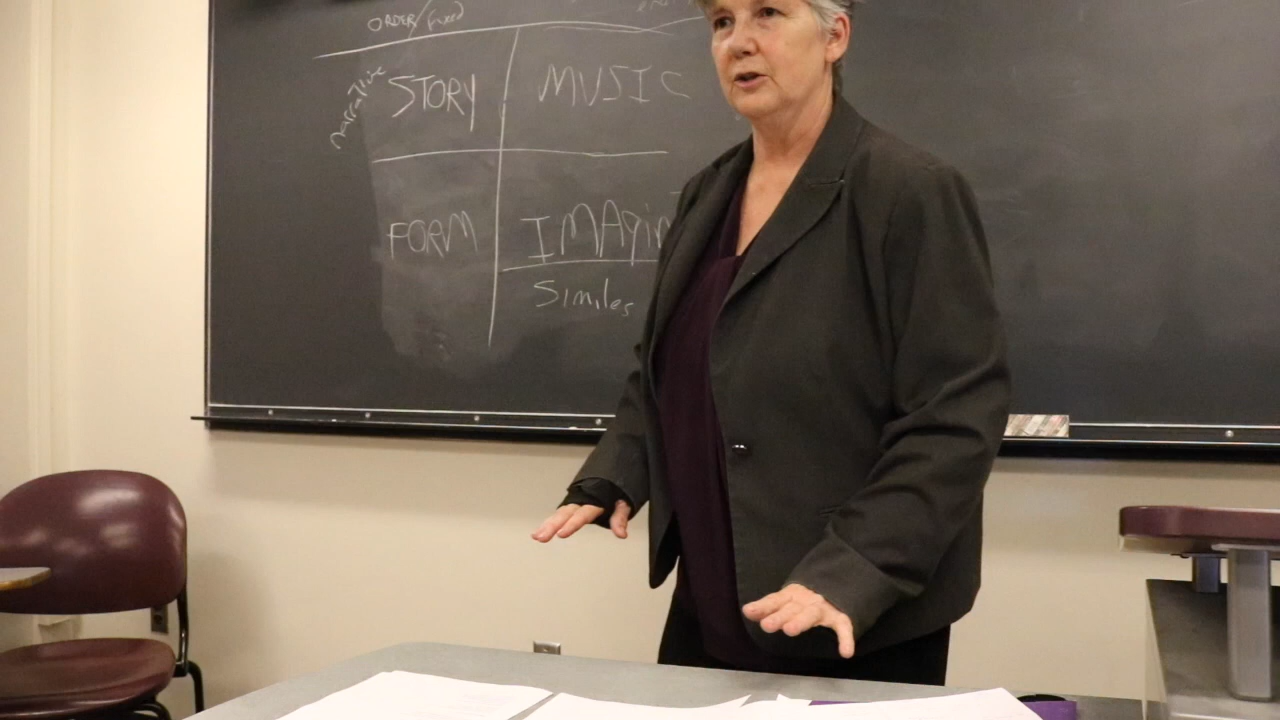 ORDER/Fixed
narrative
STORY MUSIC
FORM IMAgin
Similes